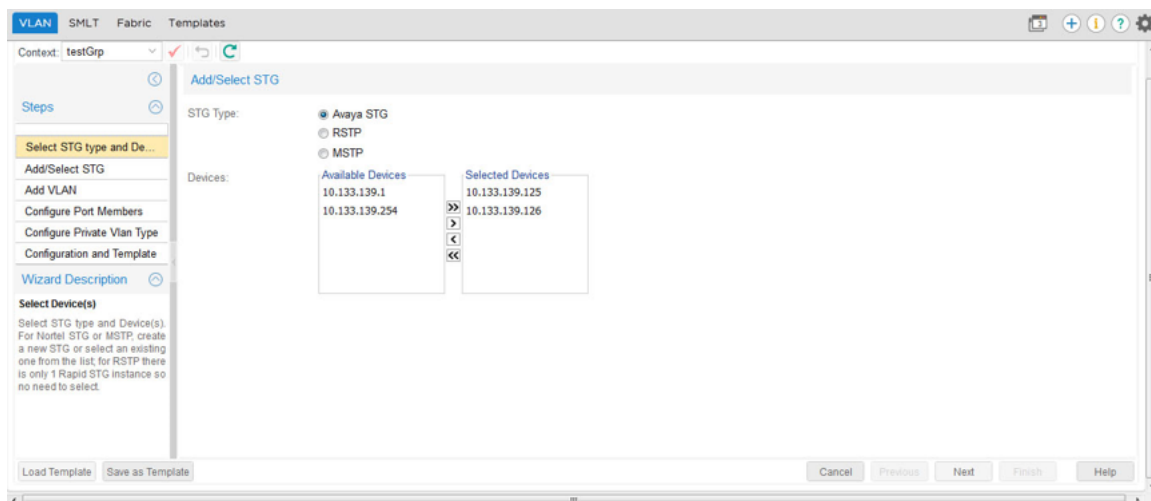 VLAN SMLT Fabric Templates
3
Context: testGrp
Add/Select STG
Steps
STG Type:
Avaya STG
RSTP
MSTP
Select STG type and De...
Add/Select STG
Add VLAN
Configure Port Members
Configure Private Vlan Type
Configuration and Template
Devices:
Available Devices
10.133.139.1
10.133.139.254
Selected Devices
10.133.139.125
10.133.139.126
Wizard Description
Select Device(s)
Select STG type and Device(s).
For Nortel STG or MSTP, create
a new STG or select an existing
one from the list; for RSTP there
is only 1 Rapid STG instance so
no need to select.
Load Template Save as Template
Cancel Previous Next Finish Help